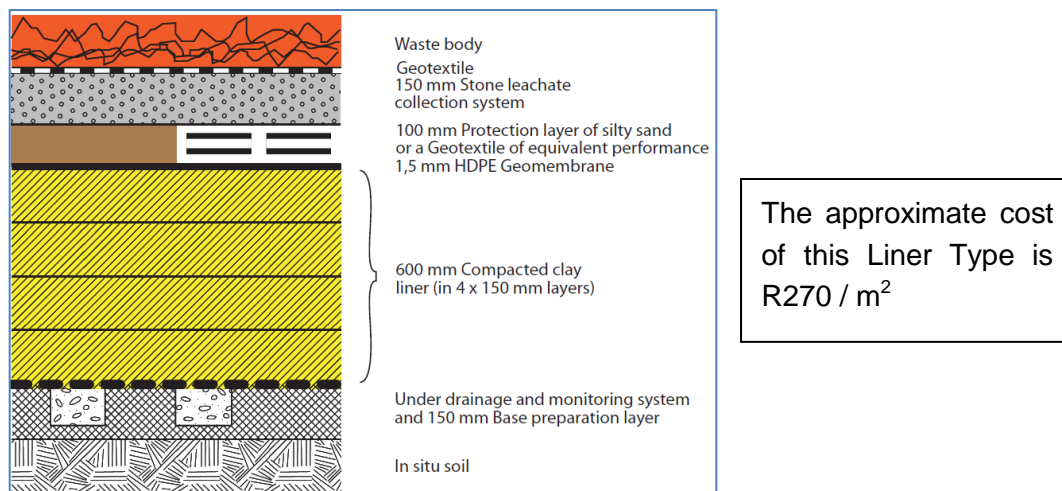 Waste body
Geotextile
150 mm Stone leachate
collection system
100 mm Protection layer of silty sand
or a Geotextile of equivalent performance
1,5 mm HDPE Geomembrane
600 mm Compacted clay
liner (in 4 x 150 mm layers)
Under drainage and monitoring system
and 150 mm Base preparation layer
In situ soil
The approximate cost
of this Liner Type is
R270 / m²